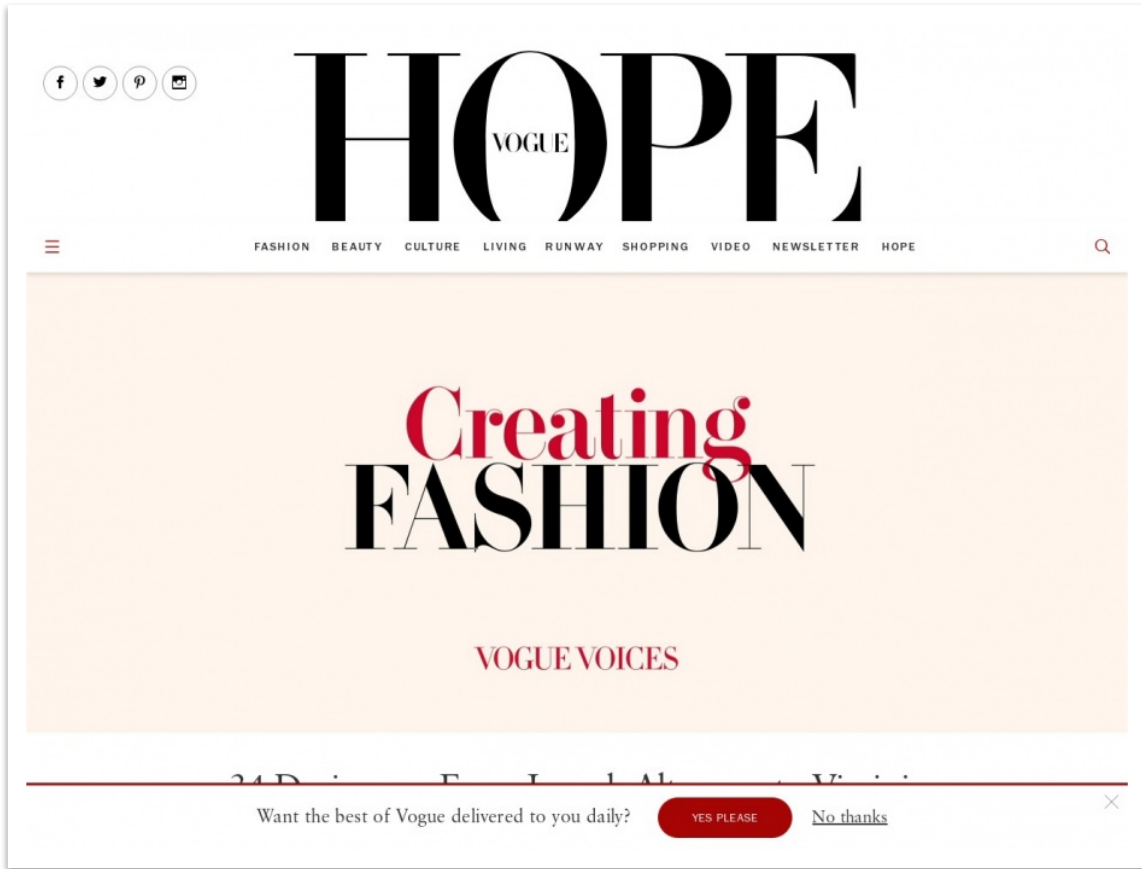 HOPE
VOGUE
FASHION BEAUTY CULTURE LIVING RUNWAY SHOPPING VIDEO NEWSLETTER HOPE
Creating
FASHION
VOGUE VOICES
Want the best of Vogue delivered to you daily? YES PLEASE No thanks